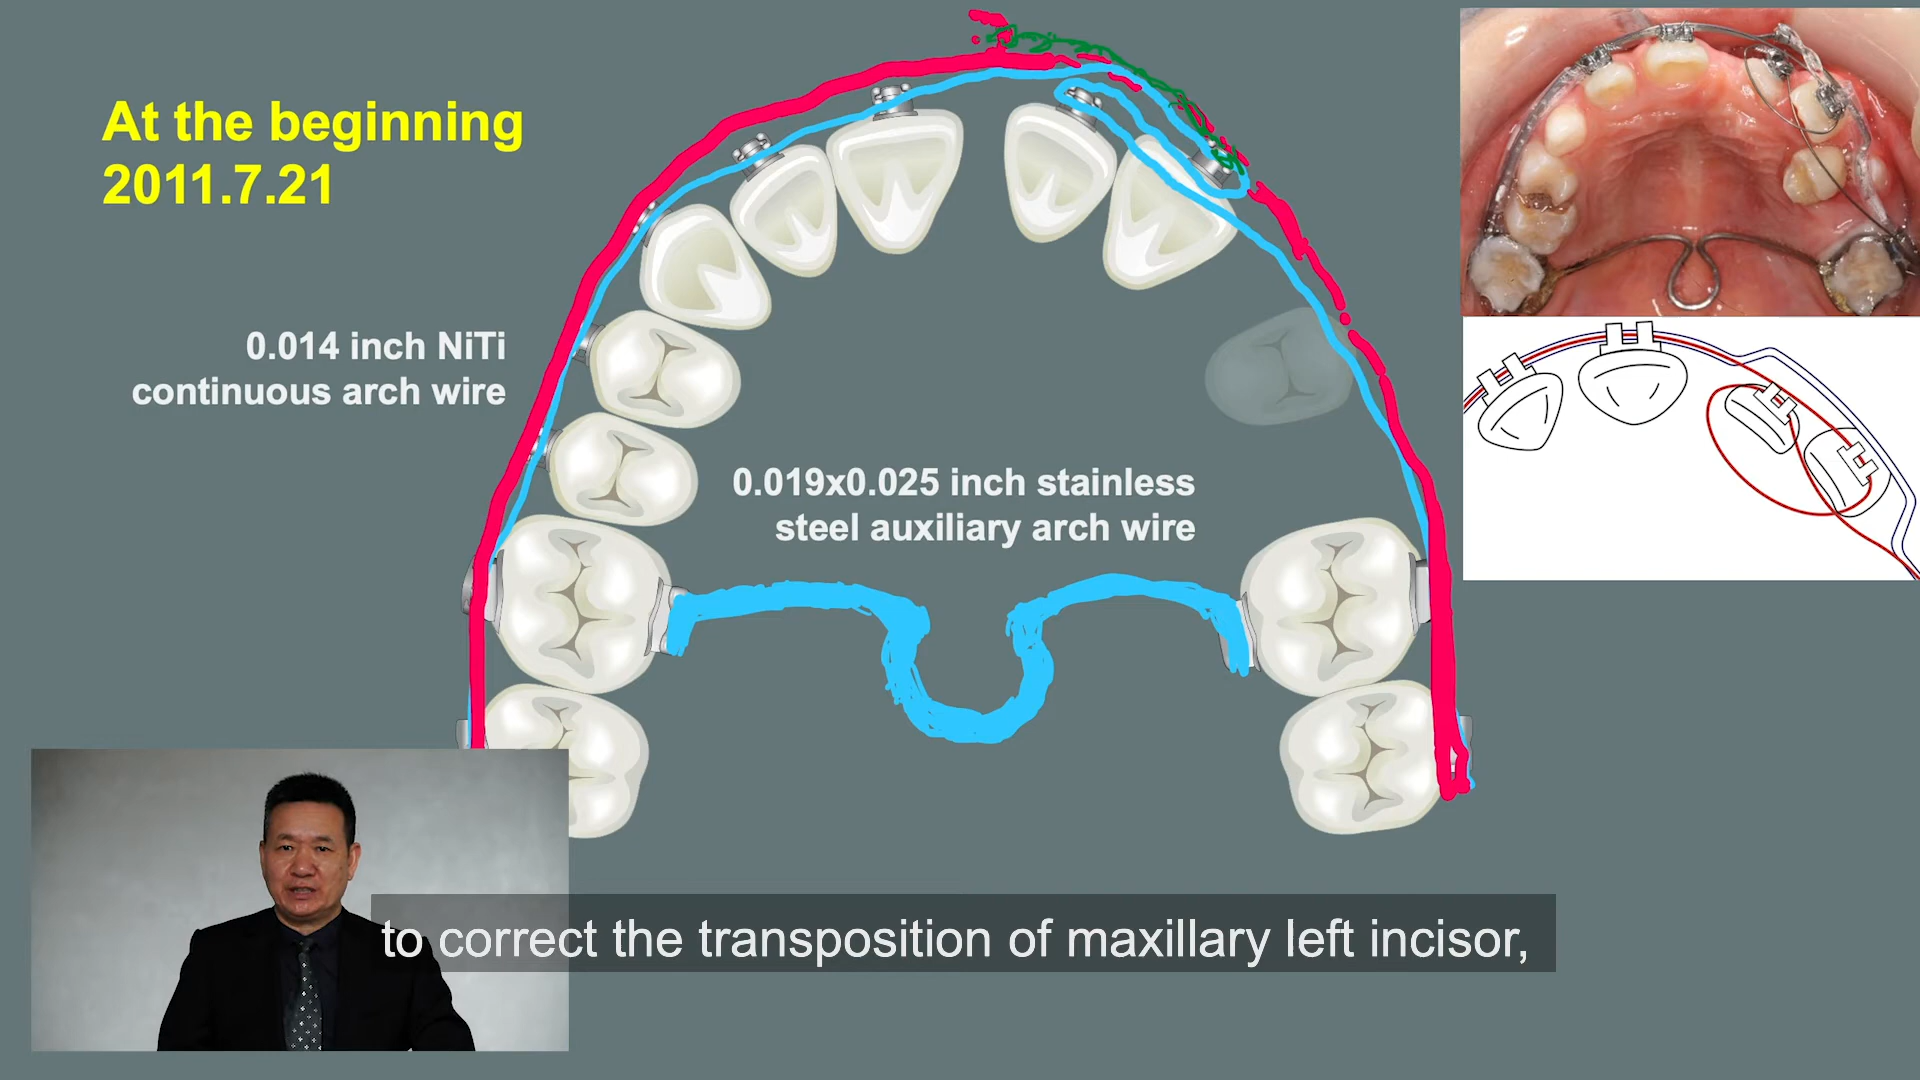 At the beginning
2011.7.21
0.014 inch NiTi
continuous arch wire
0.019x0.025 inch stainless
steel auxiliary arch wire
to correct the transposition of maxillary left incisor,